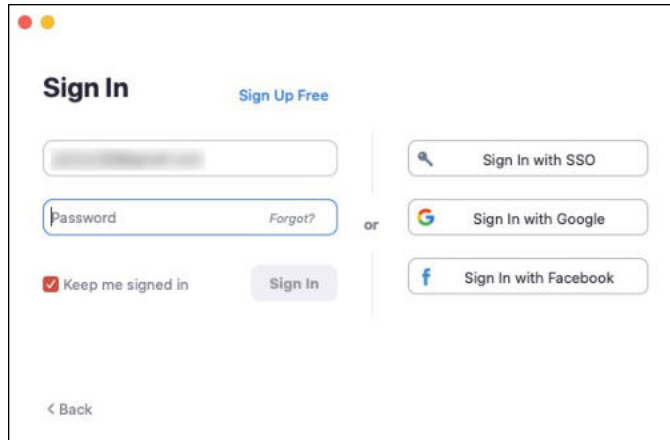 Sign In
Sign Up Free
Password
Forgot?
Keep me signed in
Sign In
or
Sign In with SSO
Sign In with Google
Sign In with Facebook
< Back